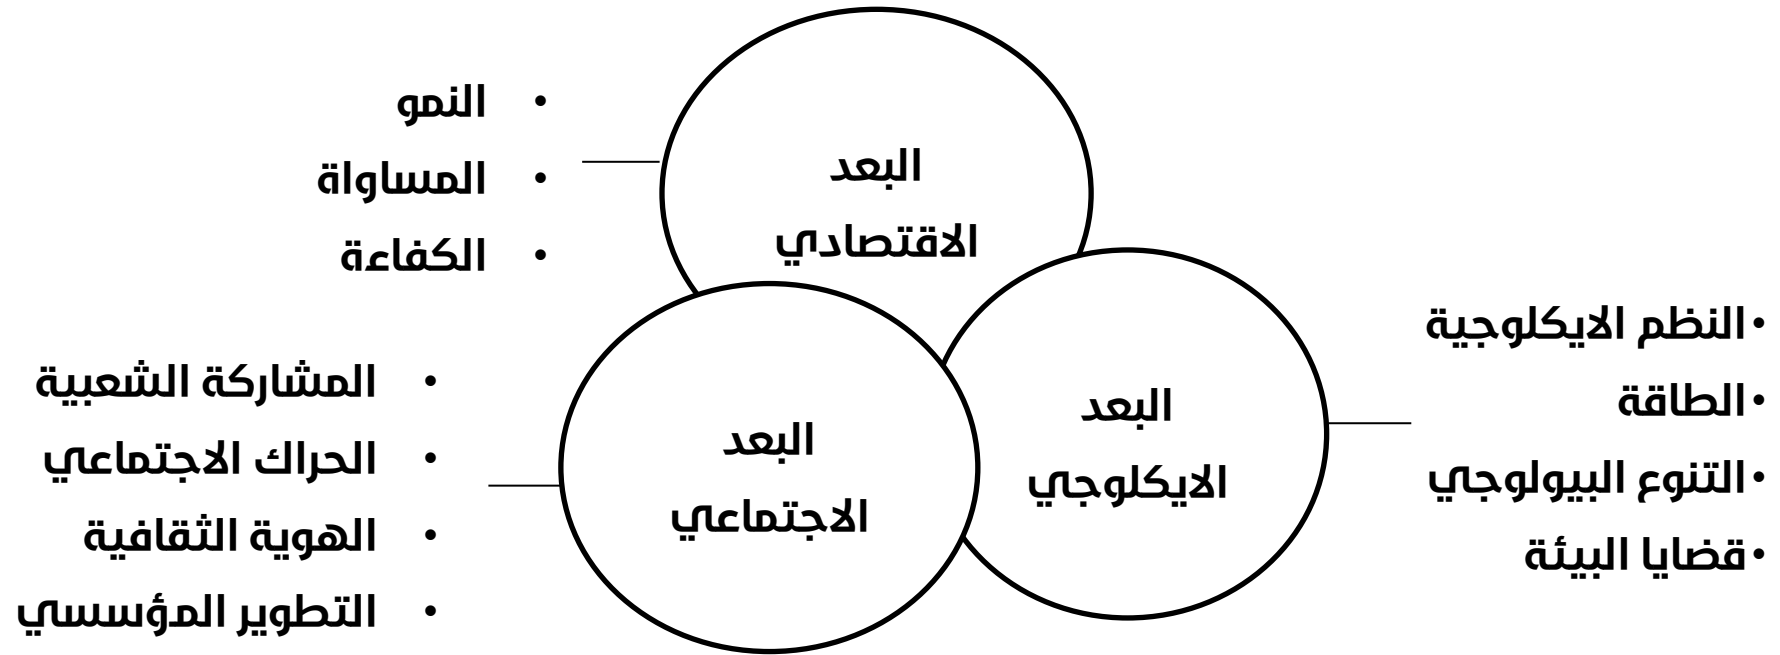 البعد
الاقتصادي
• النمو
• المساواة
• الكفاءة
البعد
الايكلوجي
•النظم الايكلوجية
•الطاقة
•التنوع البيولوجي
•قضايا البيئة
البعد
الاجتماعي
• المشاركة الشعبية
• الحراك الاجتماعي
• الهوية الثقافية
• التطوير المؤسسي